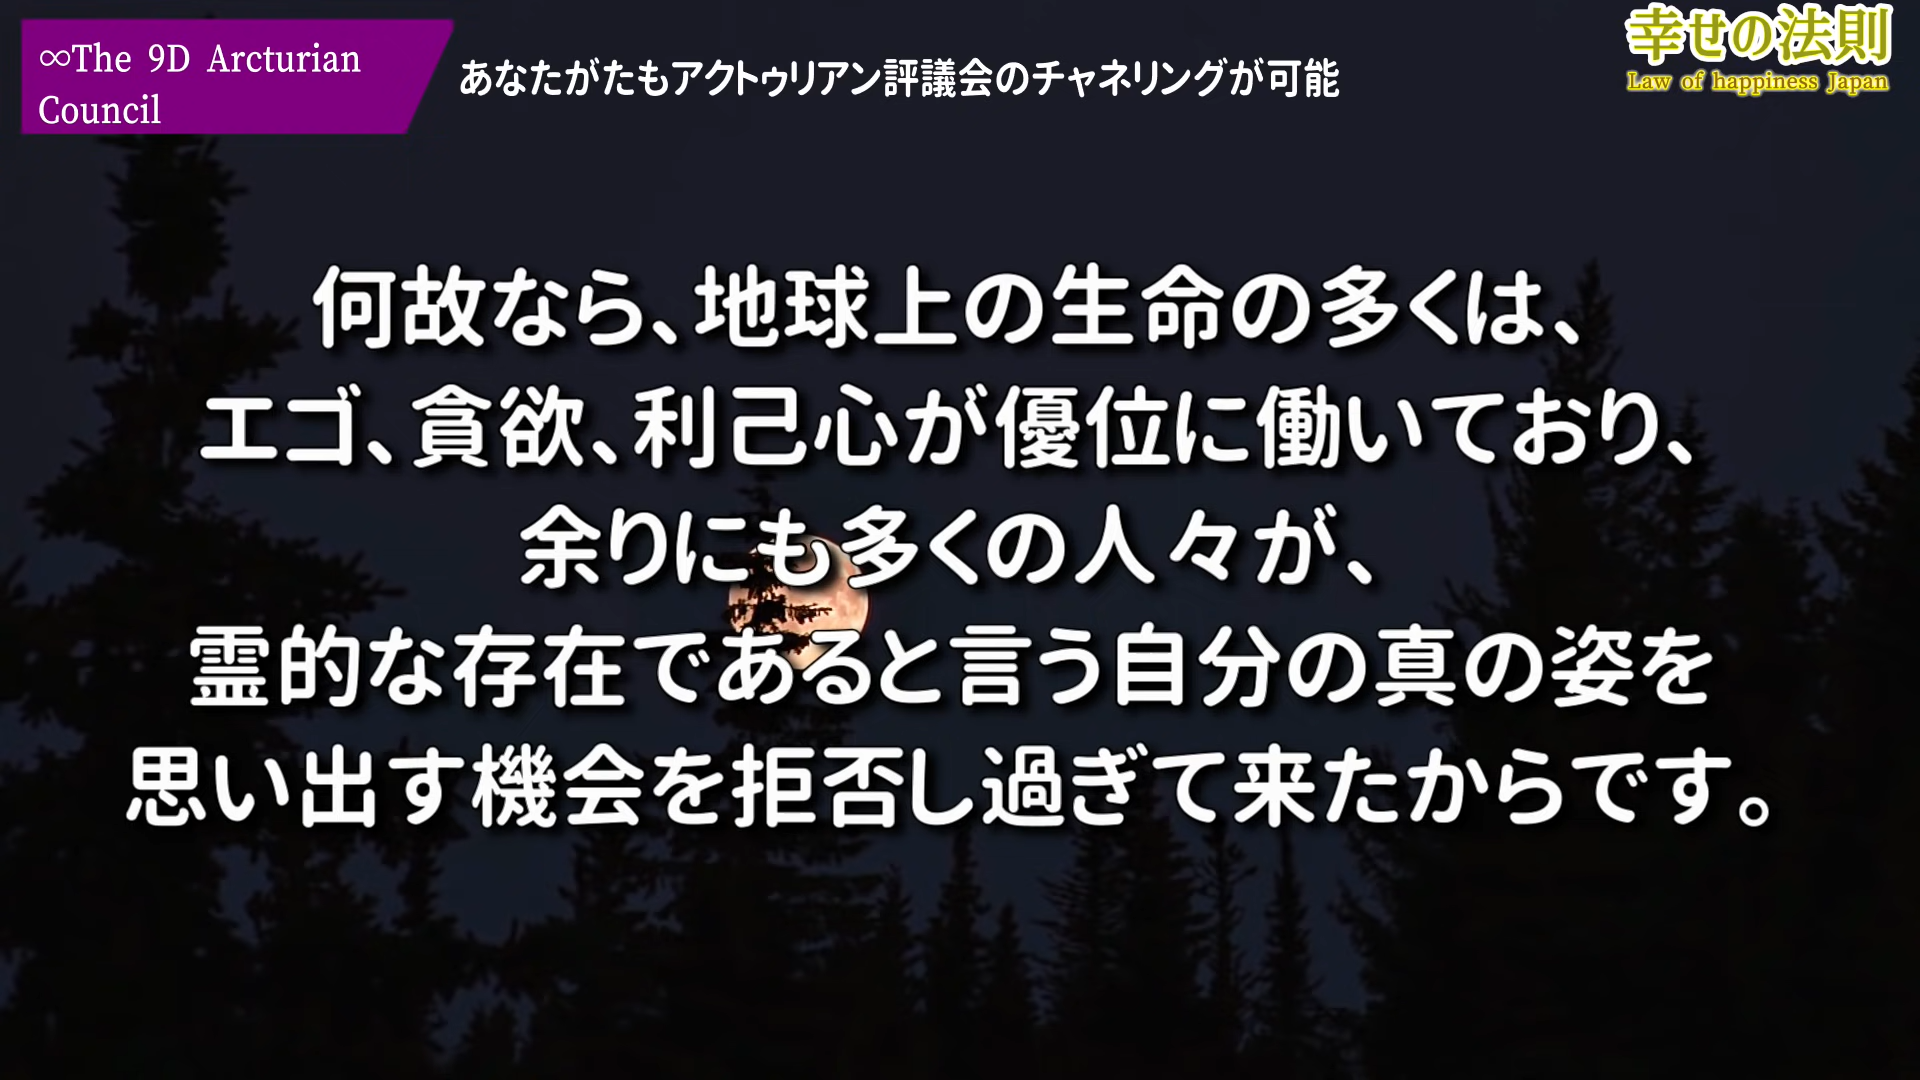 ∞The 9D Arcturian
Council
あなたがたもアクトゥリアン評議会のチャネリングが可能
幸せの法則
Law of happiness Japan
何故なら、地球上の生命の多くは、
エゴ、貪欲、利己心が優位に働いており、
余りにも多くの人々が、
霊的な存在であると言う自分の真の姿を
思い出す機会を拒否し過ぎて来たからです。